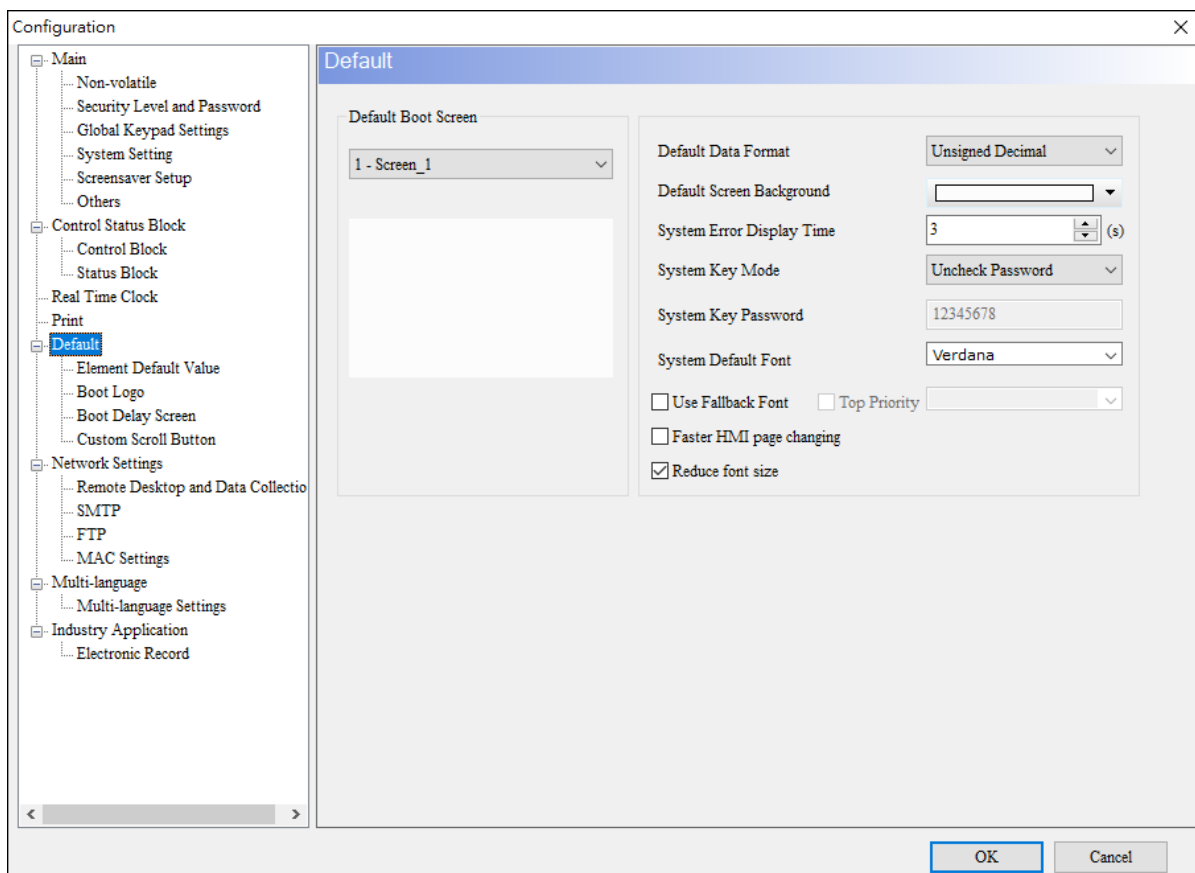 Configuration
Main
Non-volatile
Security Level and Password
Global Keypad Settings
System Setting
Screensaver Setup
Others
Control Status Block
Control Block
Status Block
Real Time Clock
Print
Default
Element Default Value
Boot Logo
Boot Delay Screen
Custom Scroll Button
Network Settings
Remote Desktop and Data Collectio
SMTP
FTP
MAC Settings
Multi-language
Multi-language Settings
Industry Application
Electronic Record
Default
Default Boot Screen
1 - Screen_1
Default Data Format Unsigned Decimal
Default Screen Background
System Error Display Time 3 (s)
System Key Mode Uncheck Password
System Key Password 12345678
System Default Font Verdana
Use Fallback Font Top Priority
Faster HMI page changing
Reduce font size
OK Cancel